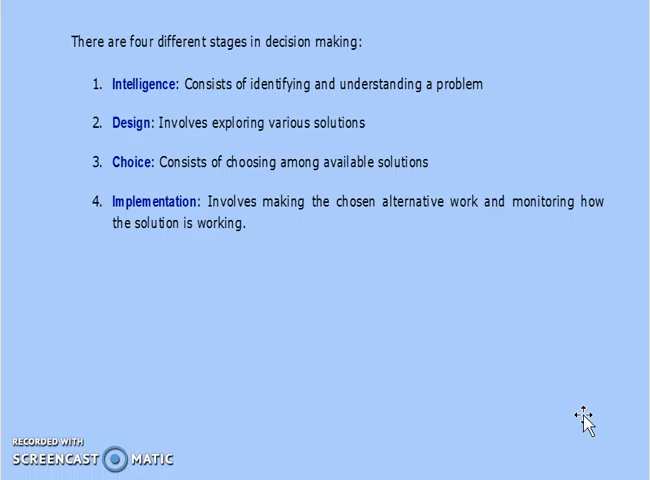 There are four different stages in decision making:
1. Intelligence: Consists of identifying and understanding a problem
2. Design: Involves exploring various solutions
3. Choice: Consists of choosing among available solutions
4. Implementation: Involves making the chosen alternative work and monitoring how
the solution is working.
RECORDED WITH
SCREENCAST MATIC